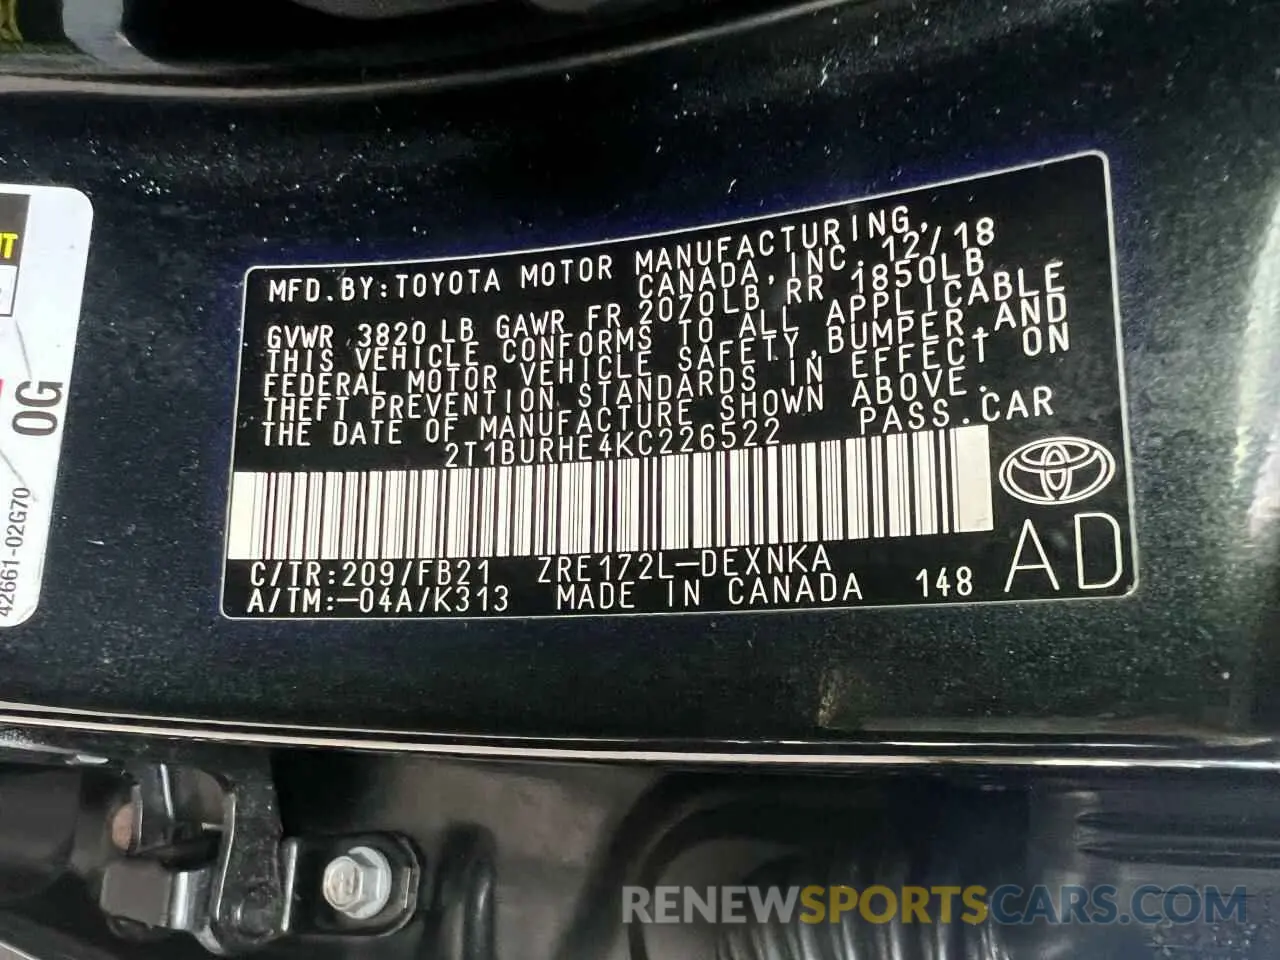 MFD.BY:TOYOTA MOTOR MANUFACTURING,
CANADA,INC. 12/18
GVWR 3820 LB GAWR FR 2070LB RR 1850LB
THIS VEHICLE CONFORMS TO ALL APPLICABLE
FEDERAL MOTOR VEHICLE SAFETY,BUMPER,AND
THEFT PREVENTION STANDARDS IN EFFECT ON
THE DATE OF MANUFACTURE SHOWN ABOVE.
2T1BURHE4KC226522 PASS.CAR
C/TR:209/FB21 ZRE172L-DEXNKA
A/TM:-04A/K313 MADE IN CANADA 148
AD
0G
42661-02G70
RENEWSPORTSCARS.COM